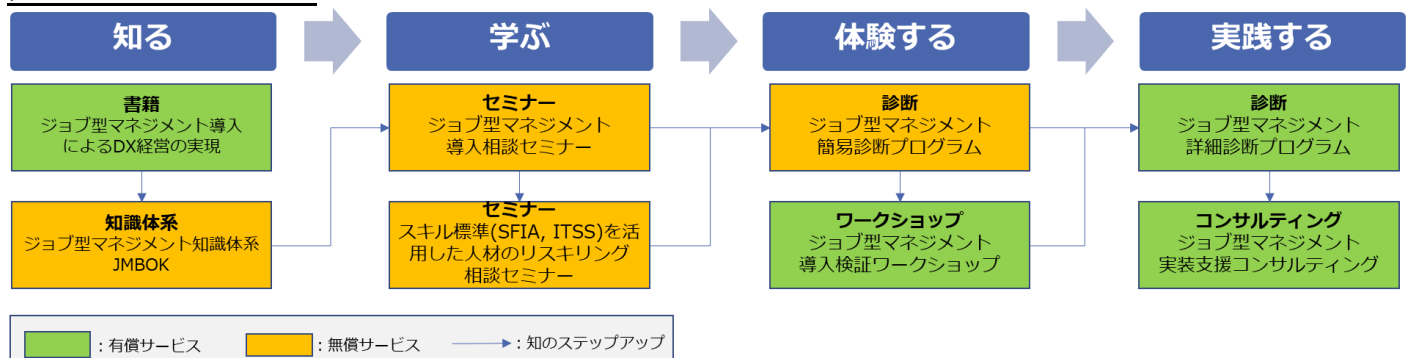 知る
学ぶ
体験する
実践する
書籍
ジョブ型マネジメント導入
によるDX経営の実現
知識体系
ジョブ型マネジメント知識体系
JMBOK
セミナー
ジョブ型マネジメント
導入相談セミナー
セミナー
スキル標準(SFIA, ITSS)を活
用した人材のリスキリング
相談セミナー
診断
ジョブ型マネジメント
簡易診断プログラム
ワークショップ
ジョブ型マネジメント
導入検証ワークショップ
診断
ジョブ型マネジメント
詳細診断プログラム
コンサルティング
ジョブ型マネジメント
実装支援コンサルティング
：有償サービス
：無償サービス
：知のステップアップ